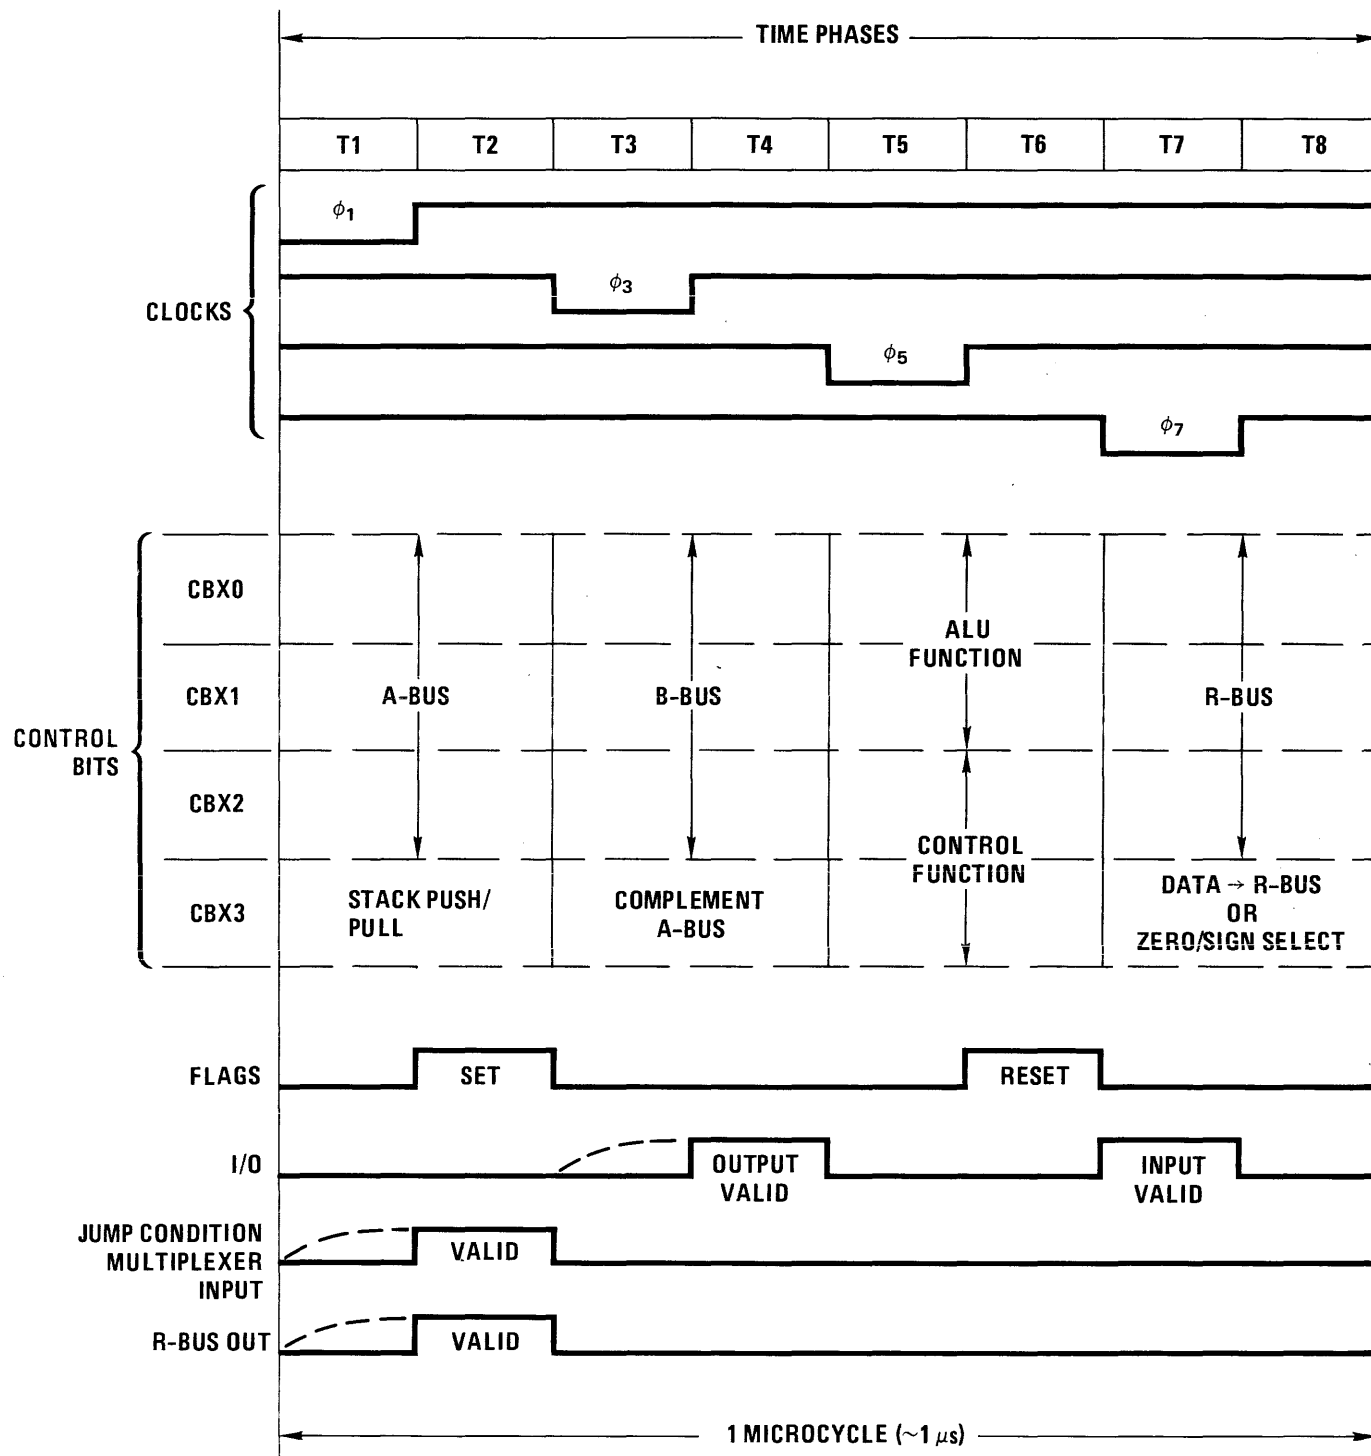 TIME PHASES
T1 T2 T3 T4 T5 T6 T7 T8
ϕ1
ϕ3
CLOCKS
ϕ5
ϕ7
CBX0
ALU
FUNCTION
CBX1
A-BUS
B-BUS
R-BUS
CONTROL
BITS
CBX2
CONTROL
FUNCTION
CBX3
STACK PUSH/
PULL
COMPLEMENT
A-BUS
DATA → R-BUS
OR
ZERO/SIGN SELECT
FLAGS
SET
RESET
I/O
OUTPUT
VALID
INPUT
VALID
JUMP CONDITION
MULTIPLEXER
INPUT
VALID
R-BUS OUT
VALID
1 MICROCYCLE (~1 μs)